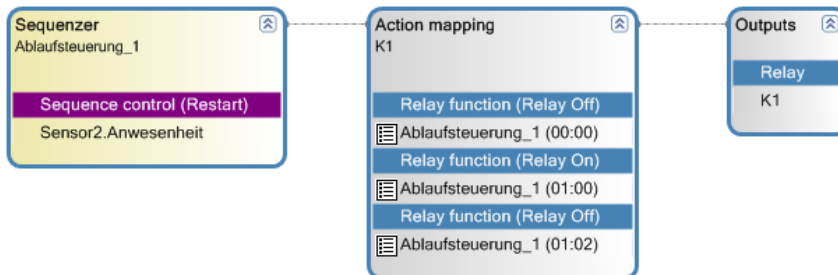 Sequenzer
Ablaufsteuerung_1
Sequence control (Restart)
Sensor2.Anwesenheit
Action mapping
K1
Relay function (Relay Off)
Ablaufsteuerung_1 (00:00)
Relay function (Relay On)
Ablaufsteuerung_1 (01:00)
Relay function (Relay Off)
Ablaufsteuerung_1 (01:02)
Outputs
Relay
K1